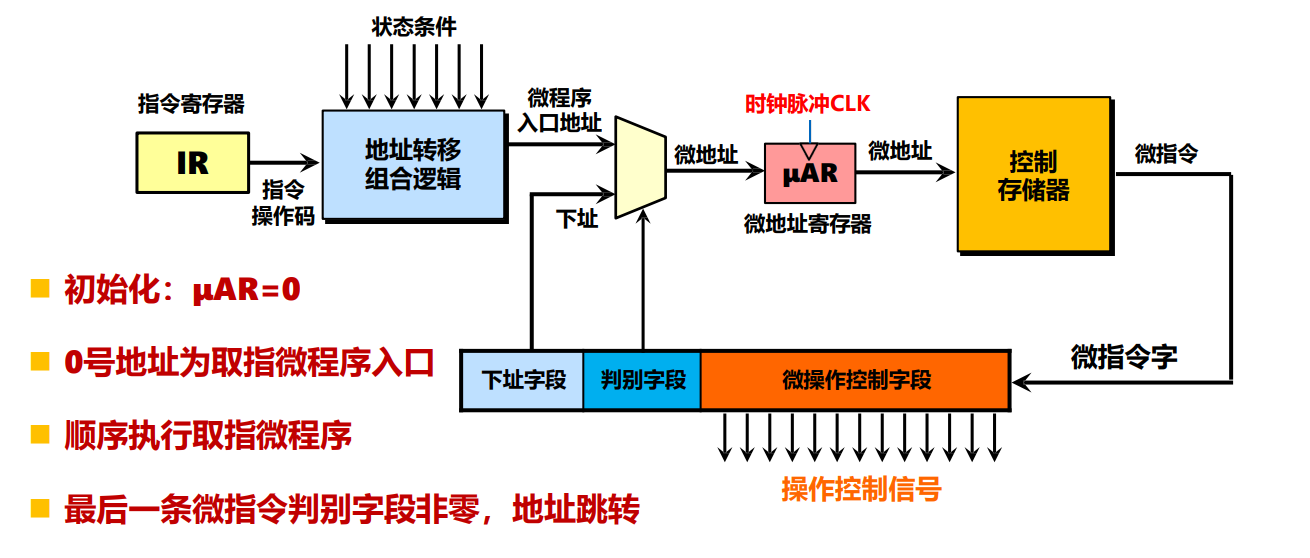 状态条件
指令寄存器
IR
指令
操作码
地址转移
组合逻辑
微程序
入口地址
下址
微地址
时钟脉冲CLK
μAR
微地址寄存器
微地址
控制
存储器
微指令
初始化：μAR=0
0号地址为取指微程序入口
顺序执行取指微程序
最后一条微指令判别字段非零，地址跳转
下址字段
判别字段
微操作控制字段
微指令字
操作控制信号